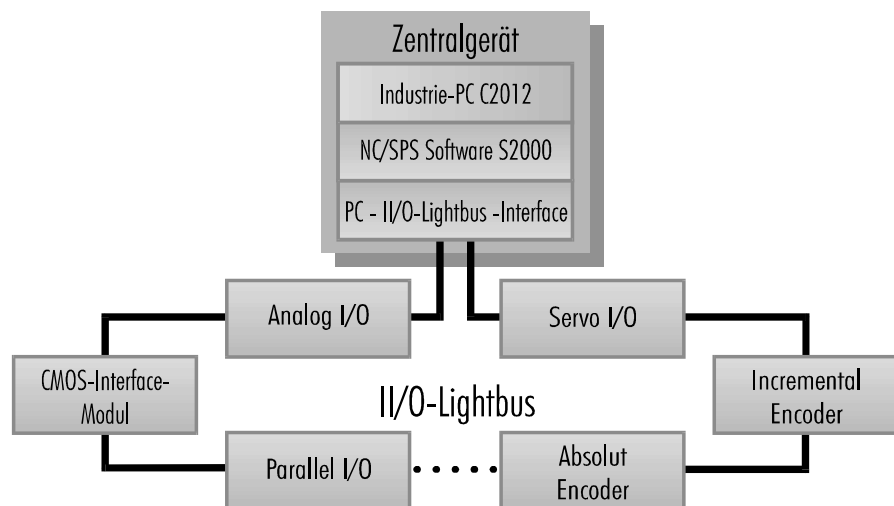 Zentralgerät
Industrie-PC C2012
NC/SPS Software S2000
PC - II/O-Lightbus -Interface
Analog I/O
Servo I/O
CMOS-Interface-
Modul
II/O-Lightbus
Incremental
Encoder
Parallel I/O
Absolut
Encoder